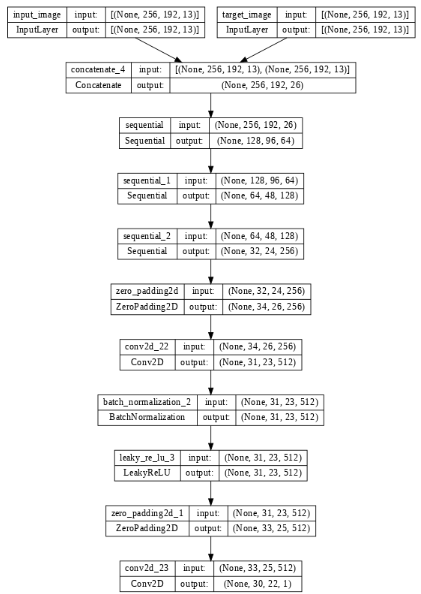 input_image input: [(None, 256, 192, 13)]
InputLayer output: [(None, 256, 192, 13)]
target_image input: [(None, 256, 192, 13)]
InputLayer output: [(None, 256, 192, 13)]
concatenate_4 input: [(None, 256, 192, 13), (None, 256, 192, 13)]
Concatenate output: (None, 256, 192, 26)
sequential input: (None, 256, 192, 26)
Sequential output: (None, 128, 96, 64)
sequential_1 input: (None, 128, 96, 64)
Sequential output: (None, 64, 48, 128)
sequential_2 input: (None, 64, 48, 128)
Sequential output: (None, 32, 24, 256)
zero_padding2d input: (None, 32, 24, 256)
ZeroPadding2D output: (None, 34, 26, 256)
conv2d_22 input: (None, 34, 26, 256)
Conv2D output: (None, 31, 23, 512)
batch_normalization_2 input: (None, 31, 23, 512)
BatchNormalization output: (None, 31, 23, 512)
leaky_re_lu_3 input: (None, 31, 23, 512)
LeakyReLU output: (None, 31, 23, 512)
zero_padding2d_1 input: (None, 31, 23, 512)
ZeroPadding2D output: (None, 33, 25, 512)
conv2d_23 input: (None, 33, 25, 512)
Conv2D output: (None, 30, 22, 1)